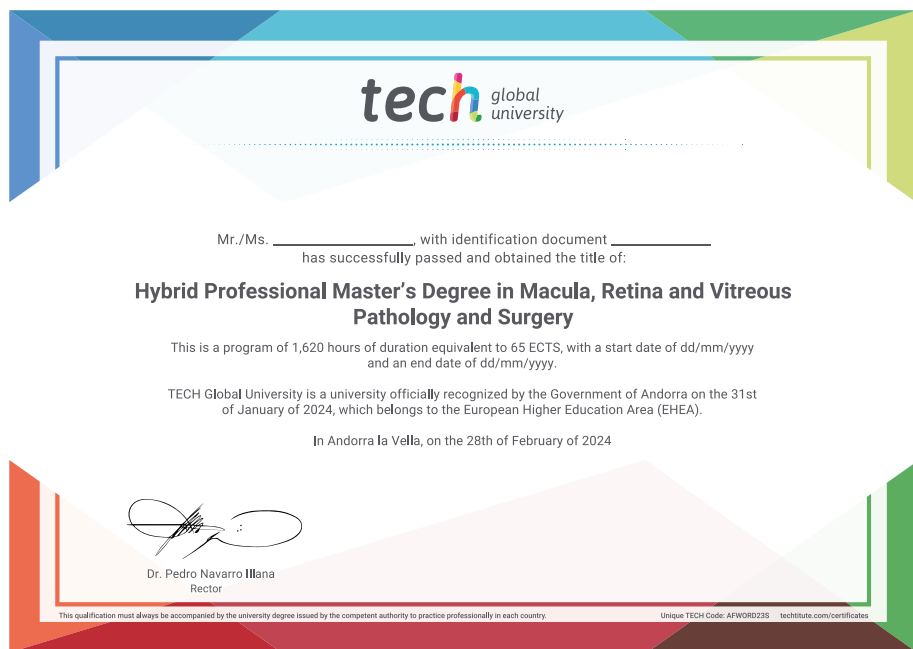 tech global university
Mr./Ms. ____________________, with identification document ______________
has successfully passed and obtained the title of:
Hybrid Professional Master's Degree in Macula, Retina and Vitreous
Pathology and Surgery
This is a program of 1,620 hours of duration equivalent to 65 ECTS, with a start date of dd/mm/yyyy
and an end date of dd/mm/yyyy.
TECH Global University is a university officially recognized by the Government of Andorra on the 31st
of January of 2024, which belongs to the European Higher Education Area (EHEA).
In Andorra la Vella, on the 28th of February of 2024
Dr. Pedro Navarro Illana
Rector
This qualification must always be accompanied by the university degree issued by the competent authority to practice professionally in each country.
Unique TECH Code: AFWORD23S techtitute.com/certificates